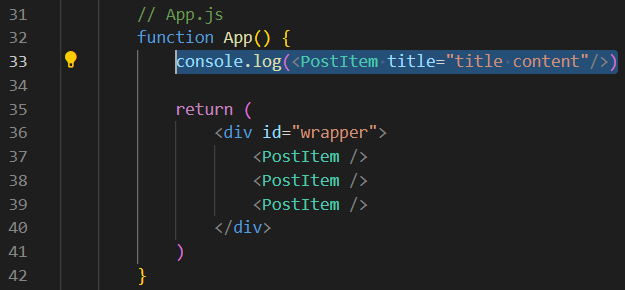 31 // App.js
32 function App() {
33 console.log(<PostItem title="title content"/>)
34
35 return (
36 <div id="wrapper">
37 <PostItem />
38 <PostItem />
39 <PostItem />
40 </div>
41 )
42 }